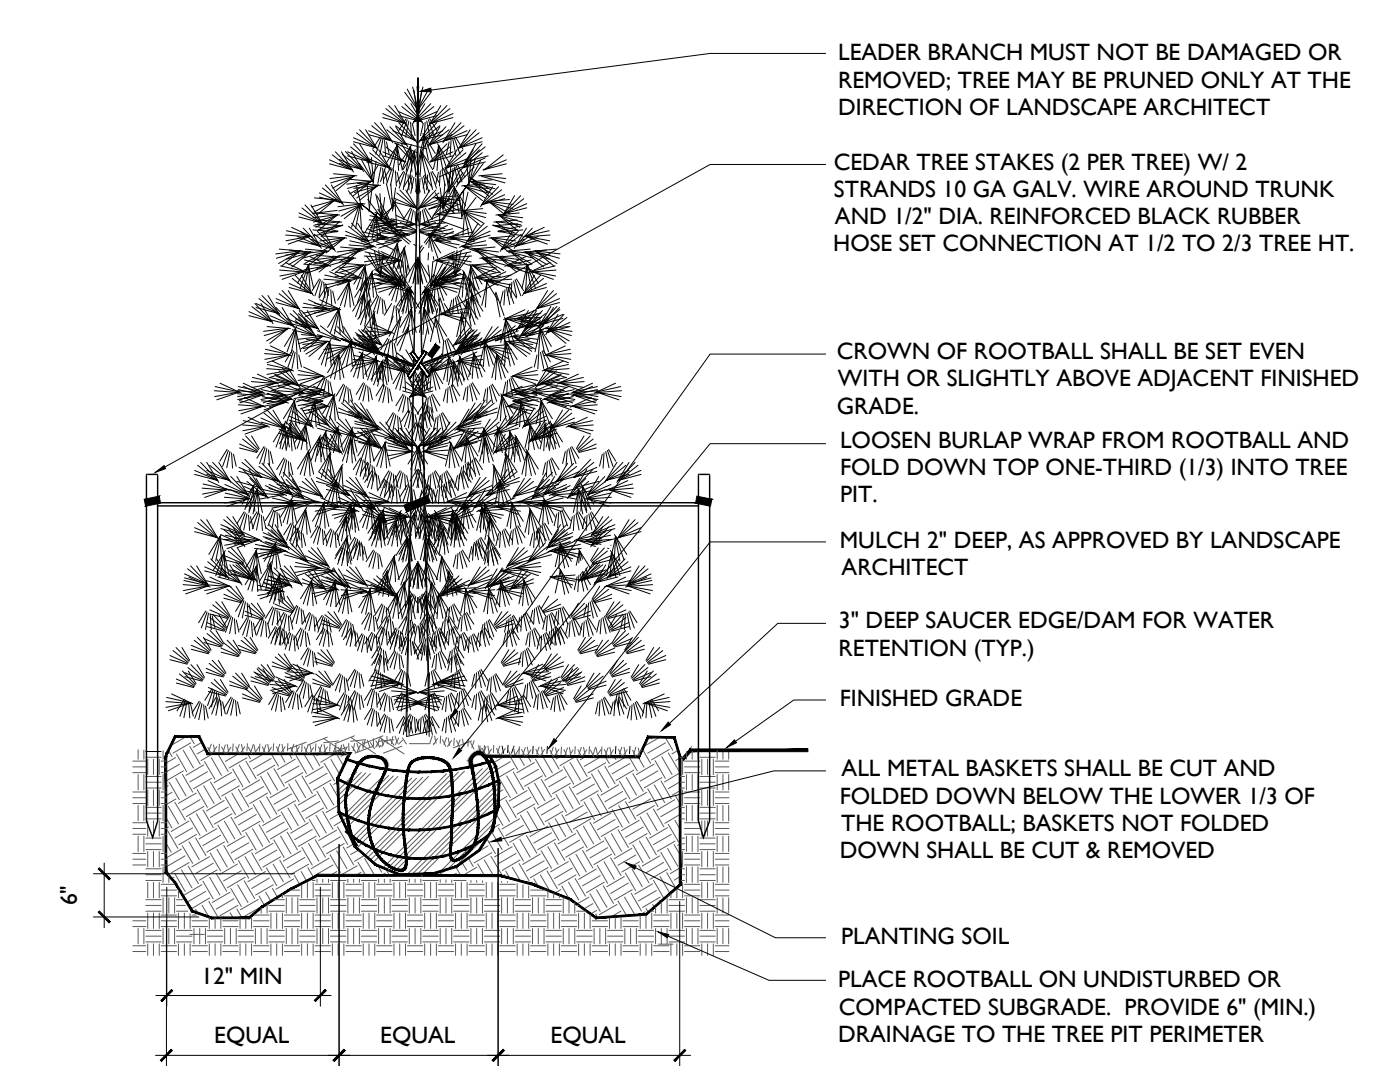 LEADER BRANCH MUST NOT BE DAMAGED OR
REMOVED; TREE MAY BE PRUNED ONLY AT THE
DIRECTION OF LANDSCAPE ARCHITECT
CEDAR TREE STAKES (2 PER TREE) W/ 2
STRANDS 10 GA GALV. WIRE AROUND TRUNK
AND 1/2" DIA. REINFORCED BLACK RUBBER
HOSE SET CONNECTION AT 1/2 TO 2/3 TREE HT.
CROWN OF ROOTBALL SHALL BE SET EVEN
WITH OR SLIGHTLY ABOVE ADJACENT FINISHED
GRADE.
LOOSEN BURLAP WRAP FROM ROOTBALL AND
FOLD DOWN TOP ONE-THIRD (1/3) INTO TREE
PIT.
MULCH 2" DEEP, AS APPROVED BY LANDSCAPE
ARCHITECT
3" DEEP SAUCER EDGE/DAM FOR WATER
RETENTION (TYP.)
FINISHED GRADE
ALL METAL BASKETS SHALL BE CUT AND
FOLDED DOWN BELOW THE LOWER 1/3 OF
THE ROOTBALL; BASKETS NOT FOLDED
DOWN SHALL BE CUT & REMOVED
PLANTING SOIL
PLACE ROOTBALL ON UNDISTURBED OR
COMPACTED SUBGRADE. PROVIDE 6" (MIN.)
DRAINAGE TO THE TREE PIT PERIMETER
6"
12" MIN
EQUAL
EQUAL
EQUAL